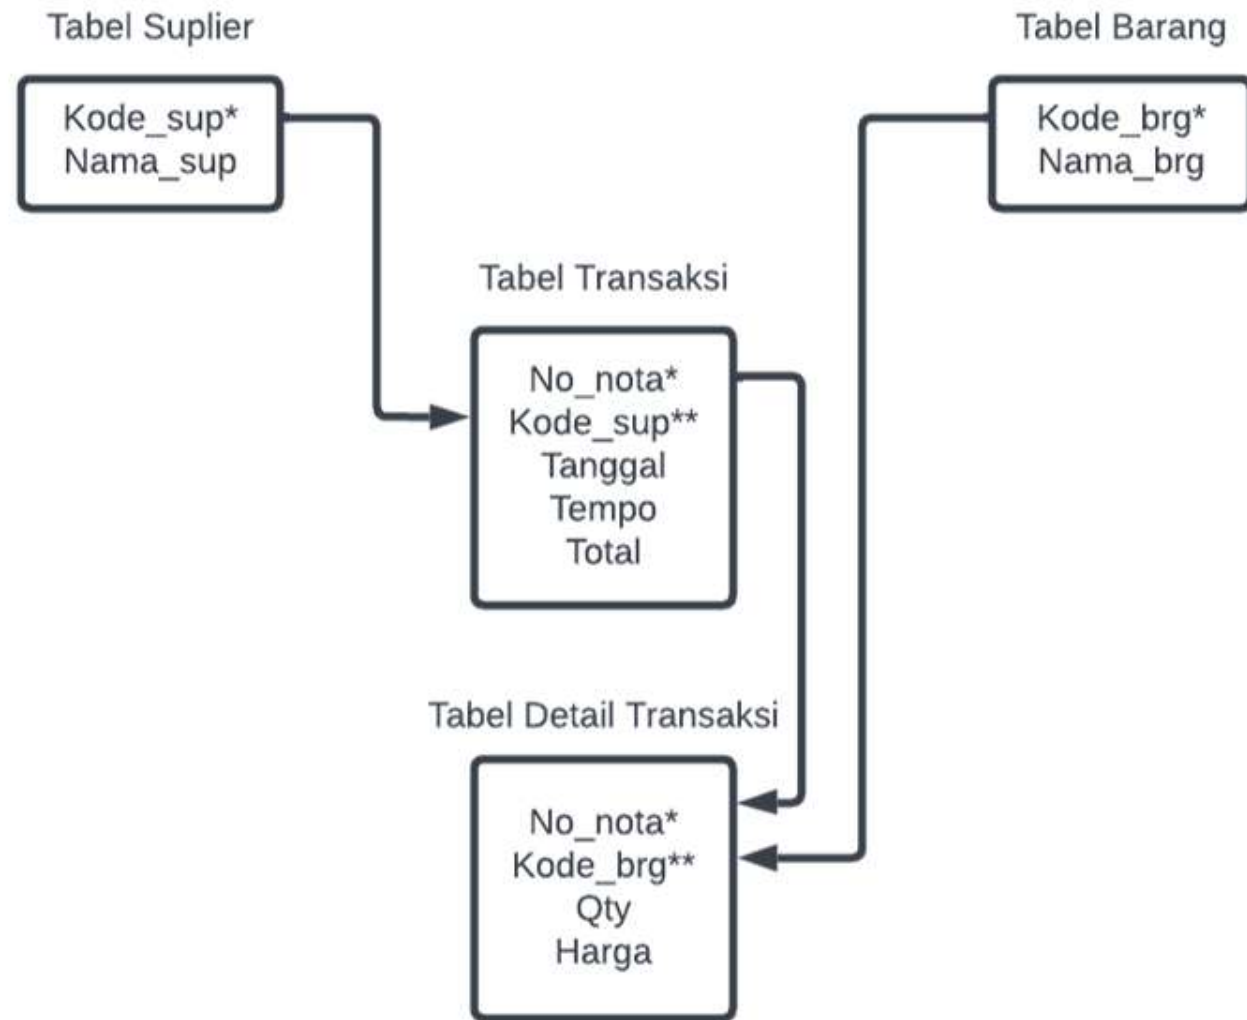 Tabel Suplier
Kode_sup*
Nama_sup
Tabel Barang
Kode_brg*
Nama_brg
Tabel Transaksi
No_nota*
Kode_sup**
Tanggal
Tempo
Total
Tabel Detail Transaksi
No_nota*
Kode_brg**
Qty
Harga